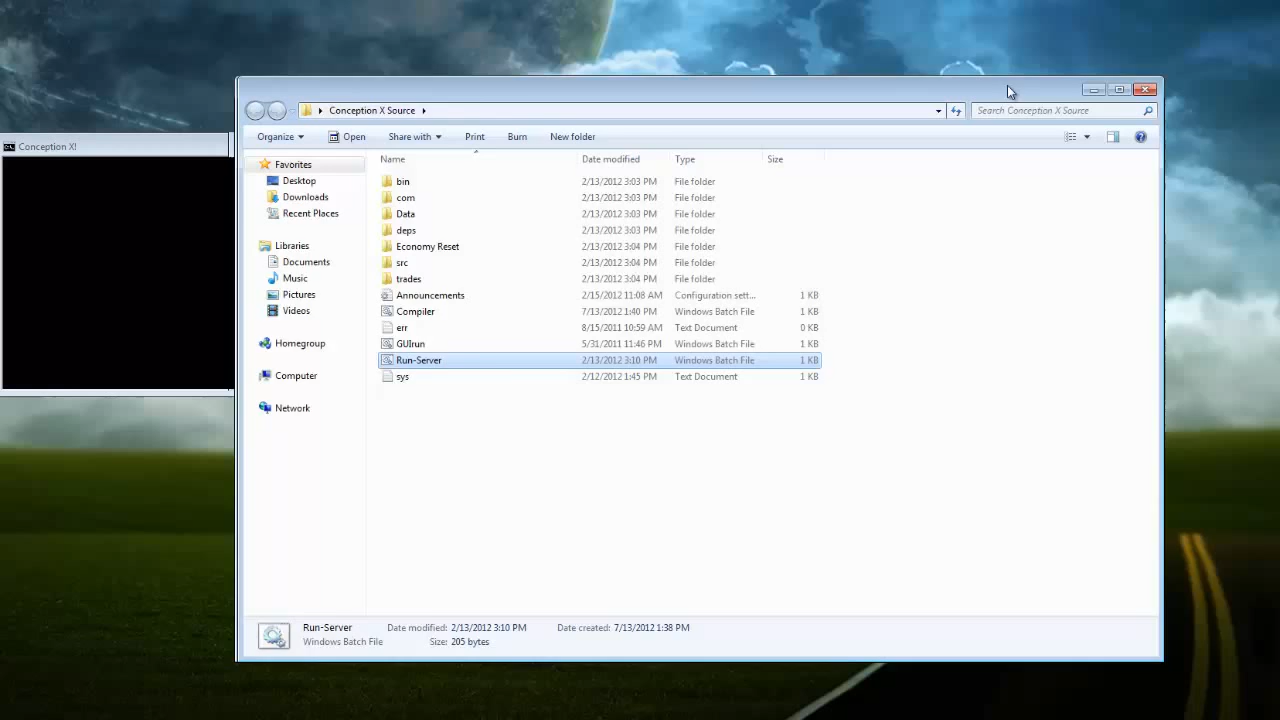 Conception X Source
Search Conception X Source
Organize
Open
Share with
Print
Burn
New folder
Conception X!
Name Date modified Type Size
Favorites
Desktop
Downloads
Recent Places
Libraries
Documents
Music
Pictures
Videos
Homegroup
Computer
Network
bin 2/13/2012 3:03 PM File folder
com 2/13/2012 3:03 PM File folder
Data 2/13/2012 3:03 PM File folder
deps 2/13/2012 3:03 PM File folder
Economy Reset 2/13/2012 3:04 PM File folder
src 2/13/2012 3:04 PM File folder
trades 2/13/2012 3:04 PM File folder
Announcements 2/15/2012 11:08 AM Configuration sett... 1 KB
Compiler 7/13/2012 1:40 PM Windows Batch File 1 KB
err 8/15/2011 10:59 AM Text Document 0 KB
GUIrun 5/31/2011 11:46 PM Windows Batch File 1 KB
Run-Server 2/13/2012 3:10 PM Windows Batch File 1 KB
sys 2/12/2012 1:45 PM Text Document 1 KB
Run-Server Date modified: 2/13/2012 3:10 PM Date created: 7/13/2012 1:38 PM
Windows Batch File Size: 205 bytes